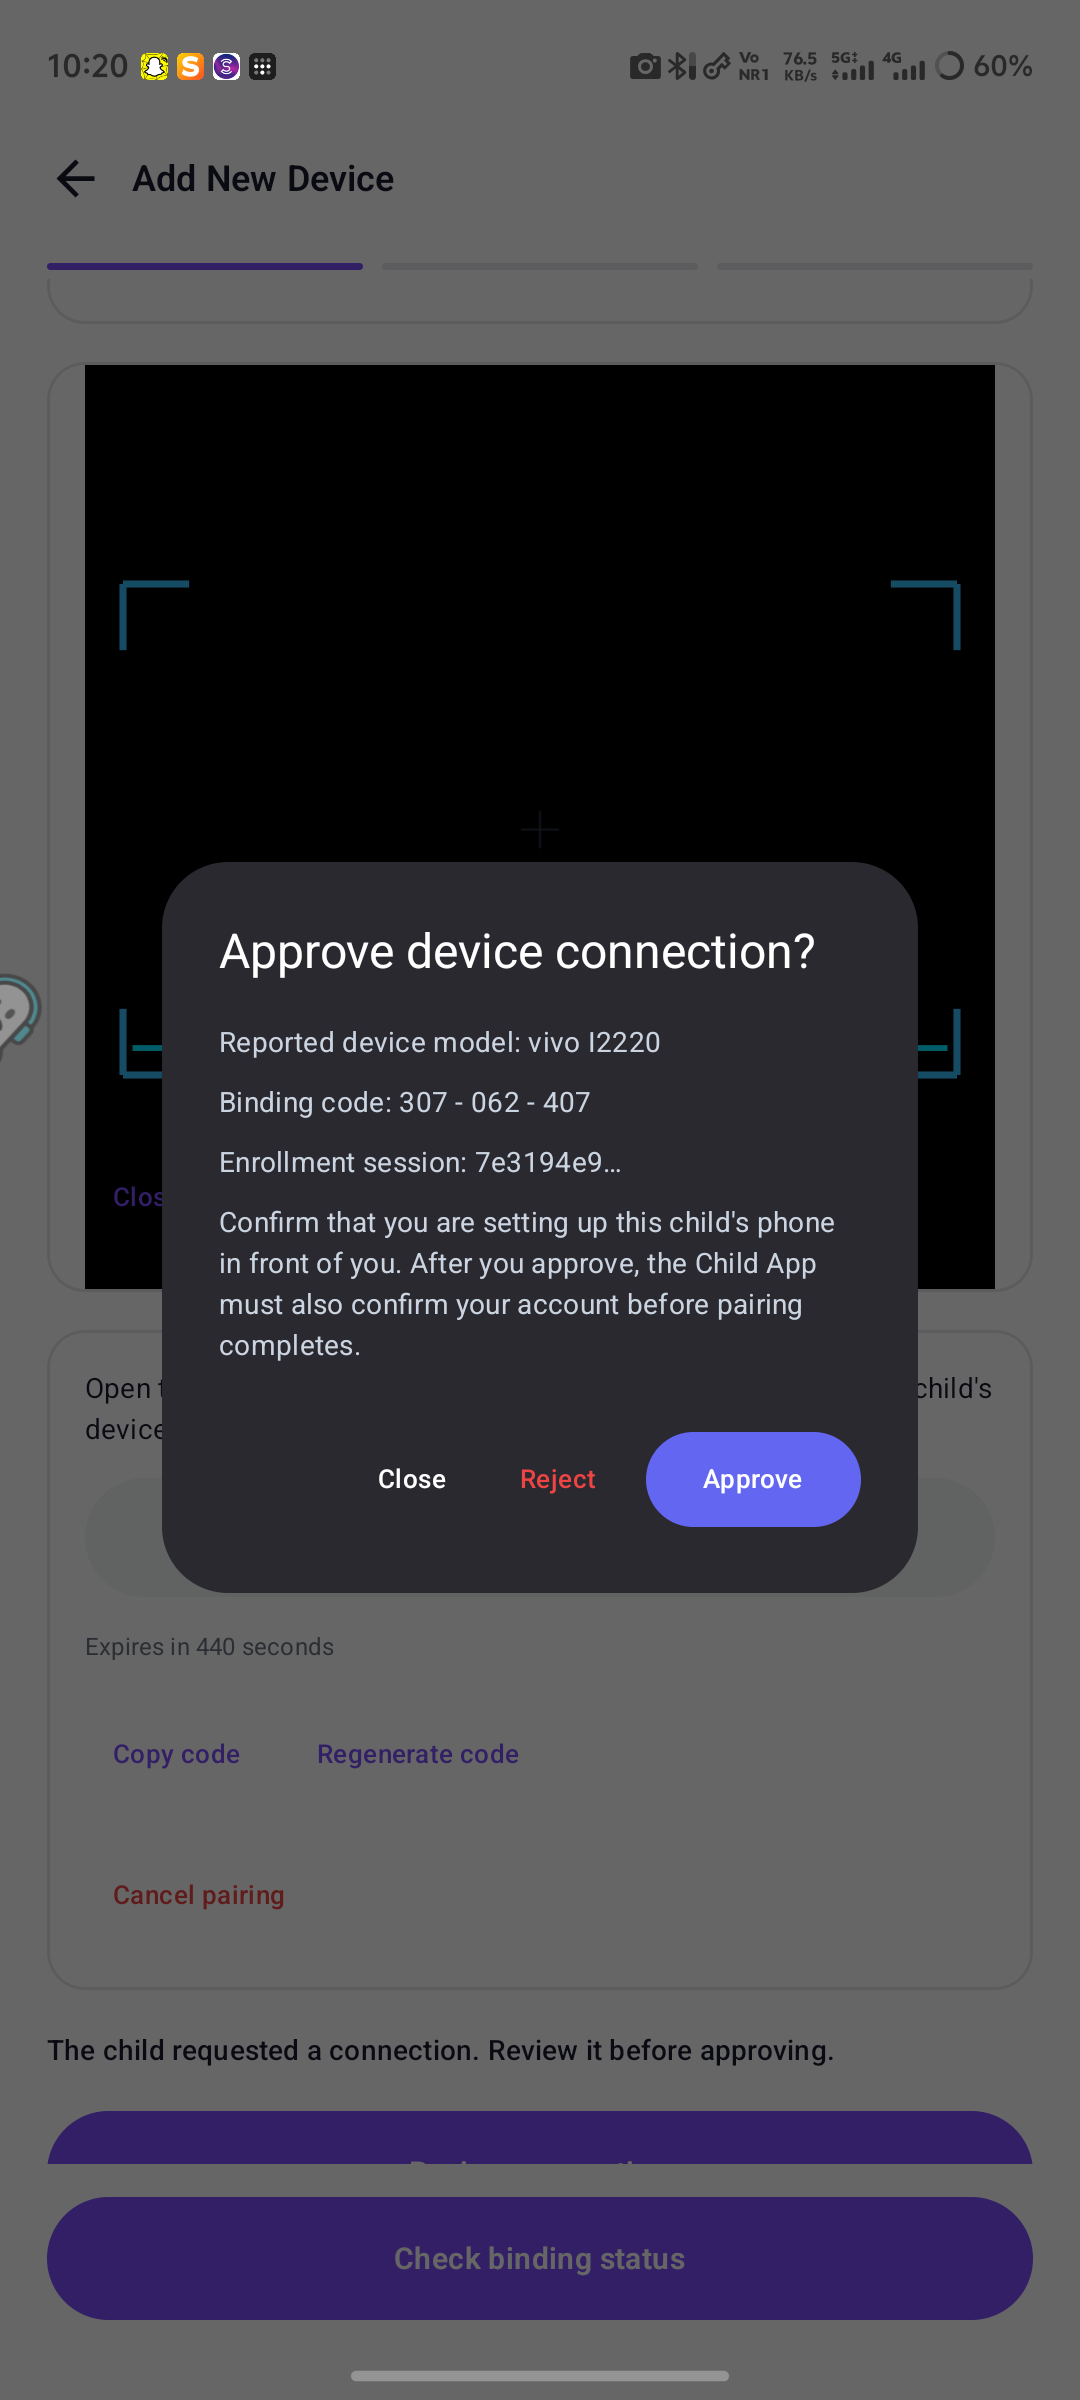 10:20
Vo
NR1
76.5
KB/s
5G
4G
60%
Add New Device
Approve device connection?
Reported device model: vivo I2220
Binding code: 307 - 062 - 407
Enrollment session: 7e3194e9...
Confirm that you are setting up this child's phone
in front of you. After you approve, the Child App
must also confirm your account before pairing
completes.
Close
Reject
Approve
Clos
Open
child's
device
Expires in 440 seconds
Copy code
Regenerate code
Cancel pairing
The child requested a connection. Review it before approving.
Check binding status